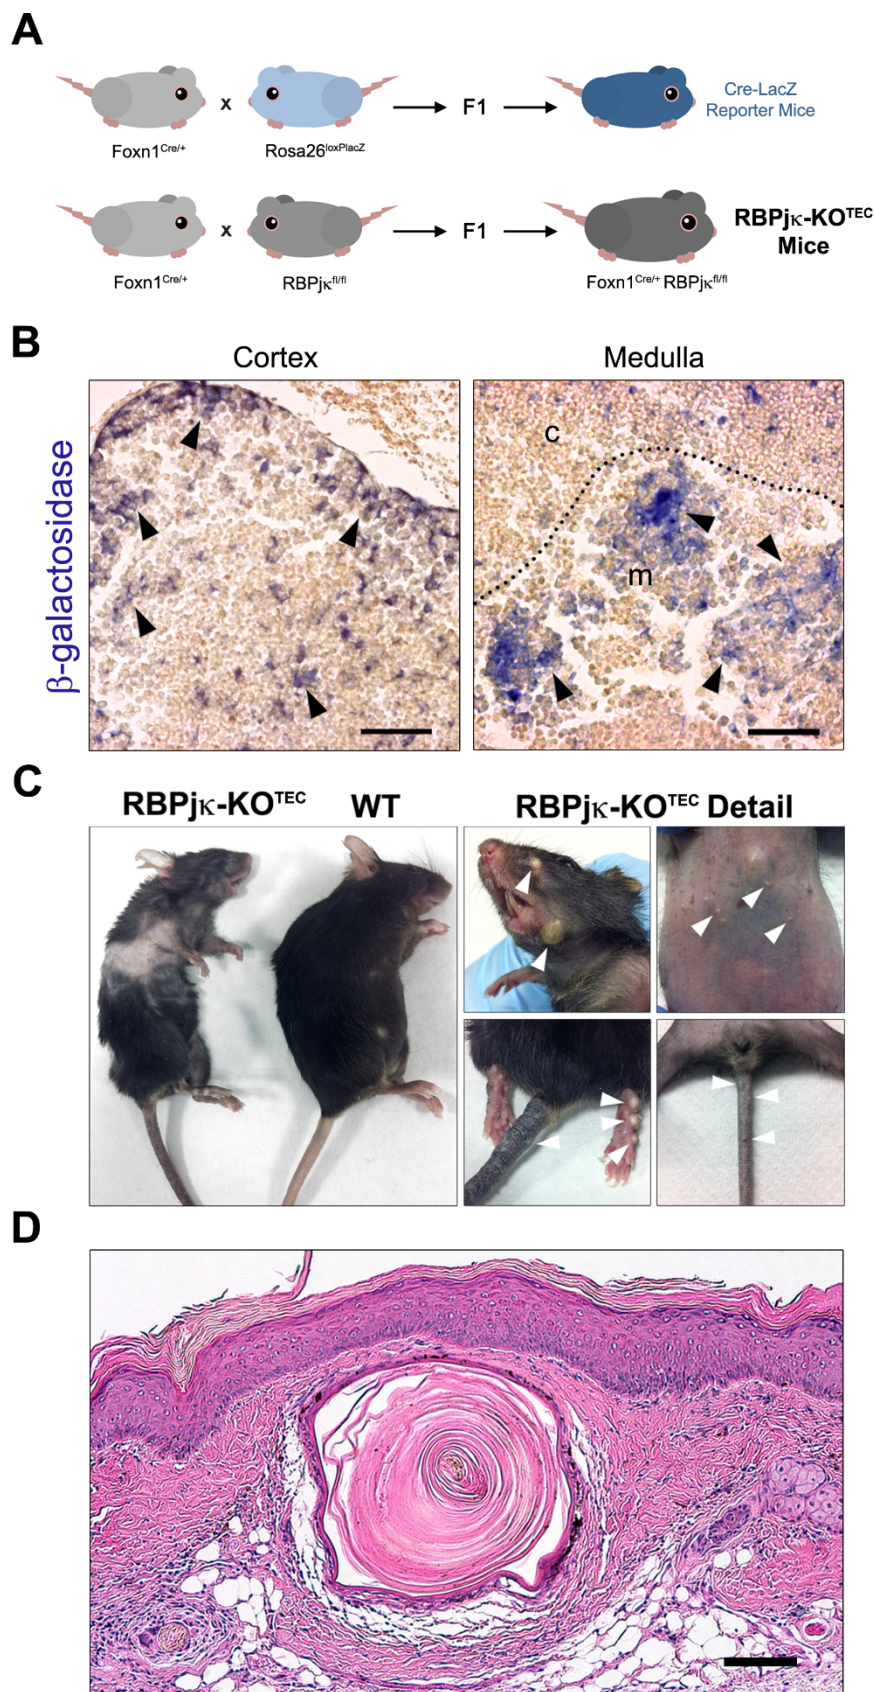 A
x
F1
Cre-LacZ
Reporter Mice
Foxn1Cre/+
Rosa26loxPlacZ
x
F1
RBPjκ-KOTEC
Mice
Foxn1Cre/+
RBPjκfl/fl
Foxn1Cre/+ RBPjκfl/fl
B
Cortex
Medulla
β-galactosidase
c
m
C
RBPjκ-KOTEC
WT
RBPjκ-KOTEC Detail
D